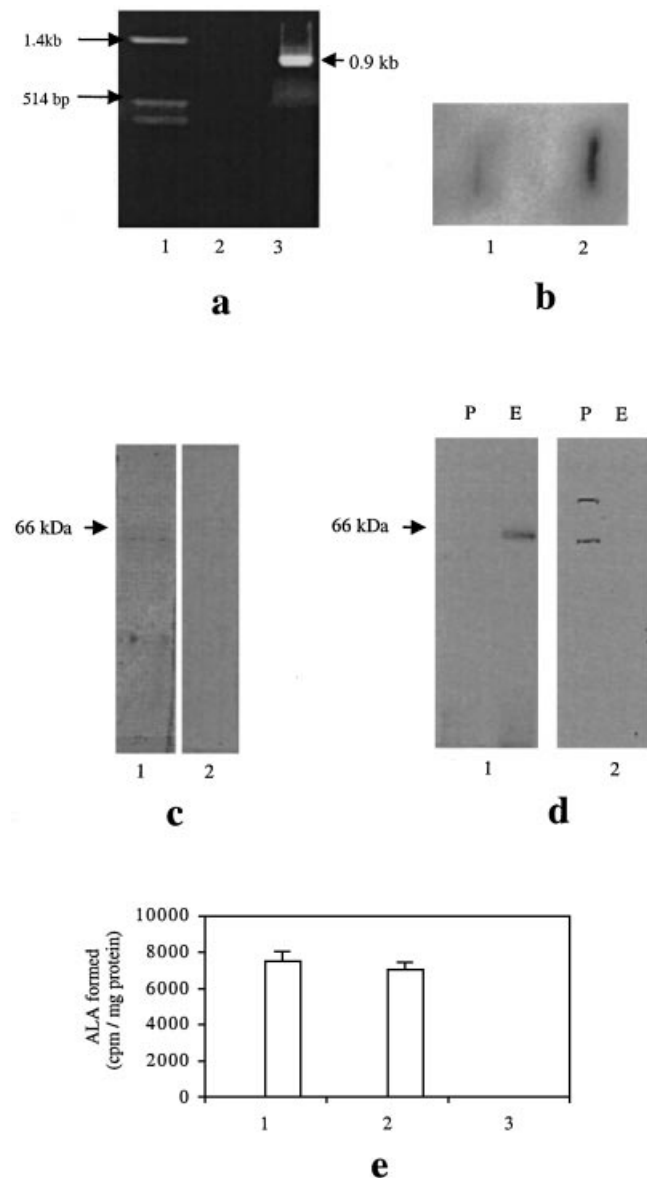 1.4kb
0.9 kb
514 bp
1 2 3
1 2
a
b
P E P E
66 kDa
66 kDa
1 2
1 2
c
d
10000
8000
6000
4000
2000
0
ALA formed
(cpm / mg protein)
1 2 3
e